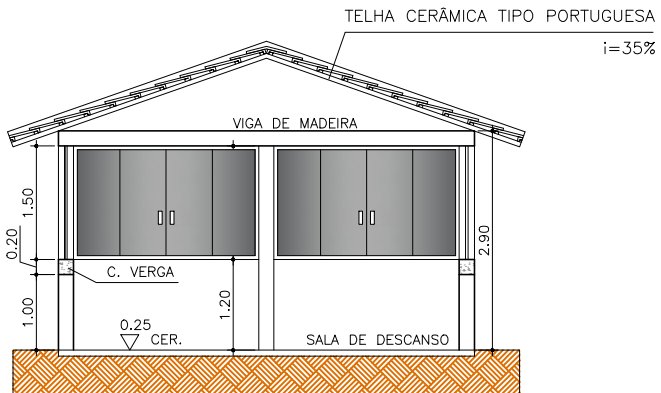 TELHA CERÂMICA TIPO PORTUGUESA
i=35%
VIGA DE MADEIRA
1.50
0.20
C. VERGA
1.00
1.20
2.90
0.25
CER.
SALA DE DESCANSO